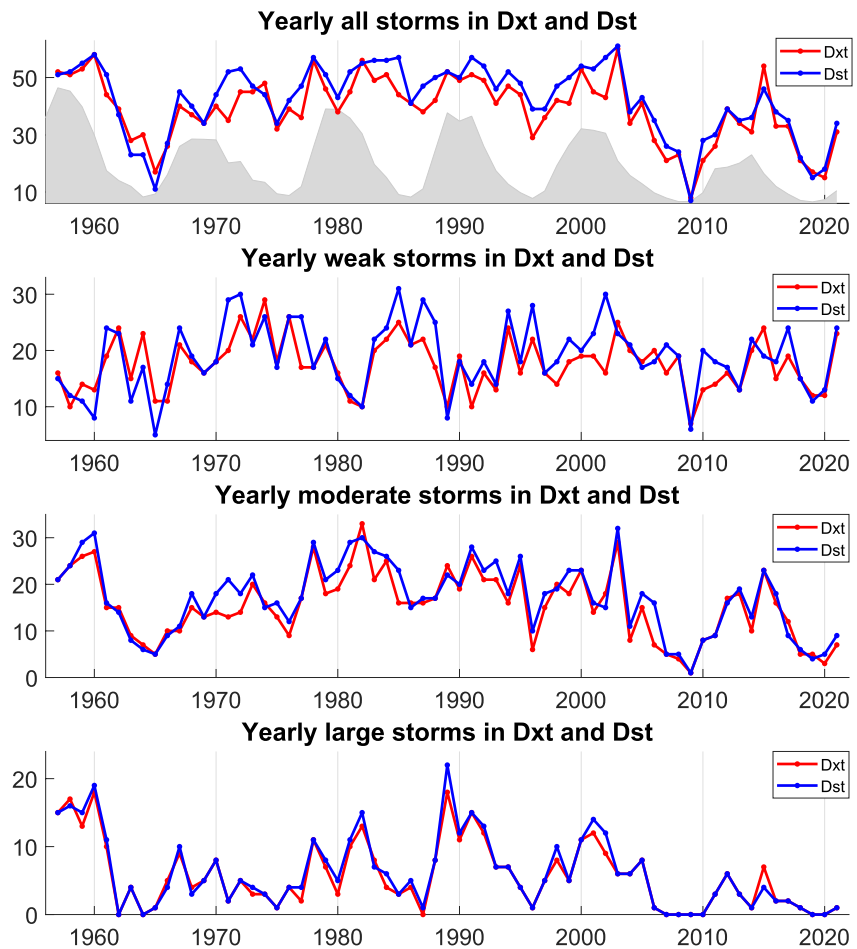 Yearly all storms in Dxt and Dst
Dxt
Dst
50
30
10
1960 1970 1980 1990 2000 2010 2020
Yearly weak storms in Dxt and Dst
Dxt
Dst
30
20
10
1960 1970 1980 1990 2000 2010 2020
Yearly moderate storms in Dxt and Dst
Dxt
Dst
30
20
10
0
1960 1970 1980 1990 2000 2010 2020
Yearly large storms in Dxt and Dst
Dxt
Dst
20
10
0
1960 1970 1980 1990 2000 2010 2020